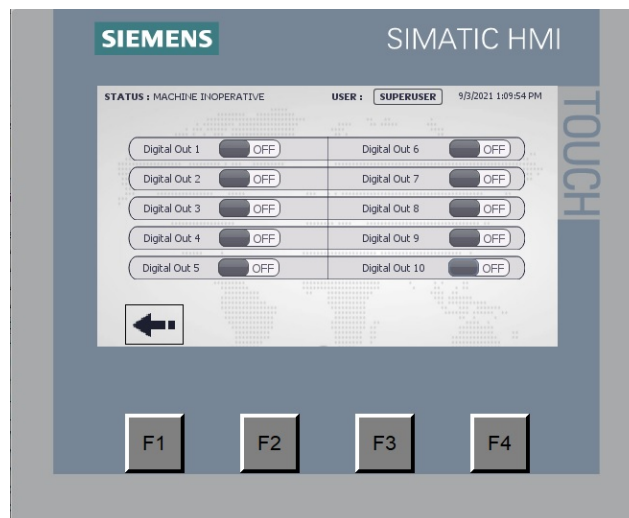 SIEMENS
SIMATIC HMI
TOUCH
STATUS : MACHINE INOPERATIVE USER : SUPERUSER 9/3/2021 1:09:54 PM
Digital Out 1 OFF Digital Out 6 OFF
Digital Out 2 OFF Digital Out 7 OFF
Digital Out 3 OFF Digital Out 8 OFF
Digital Out 4 OFF Digital Out 9 OFF
Digital Out 5 OFF Digital Out 10 OFF
F1 F2 F3 F4